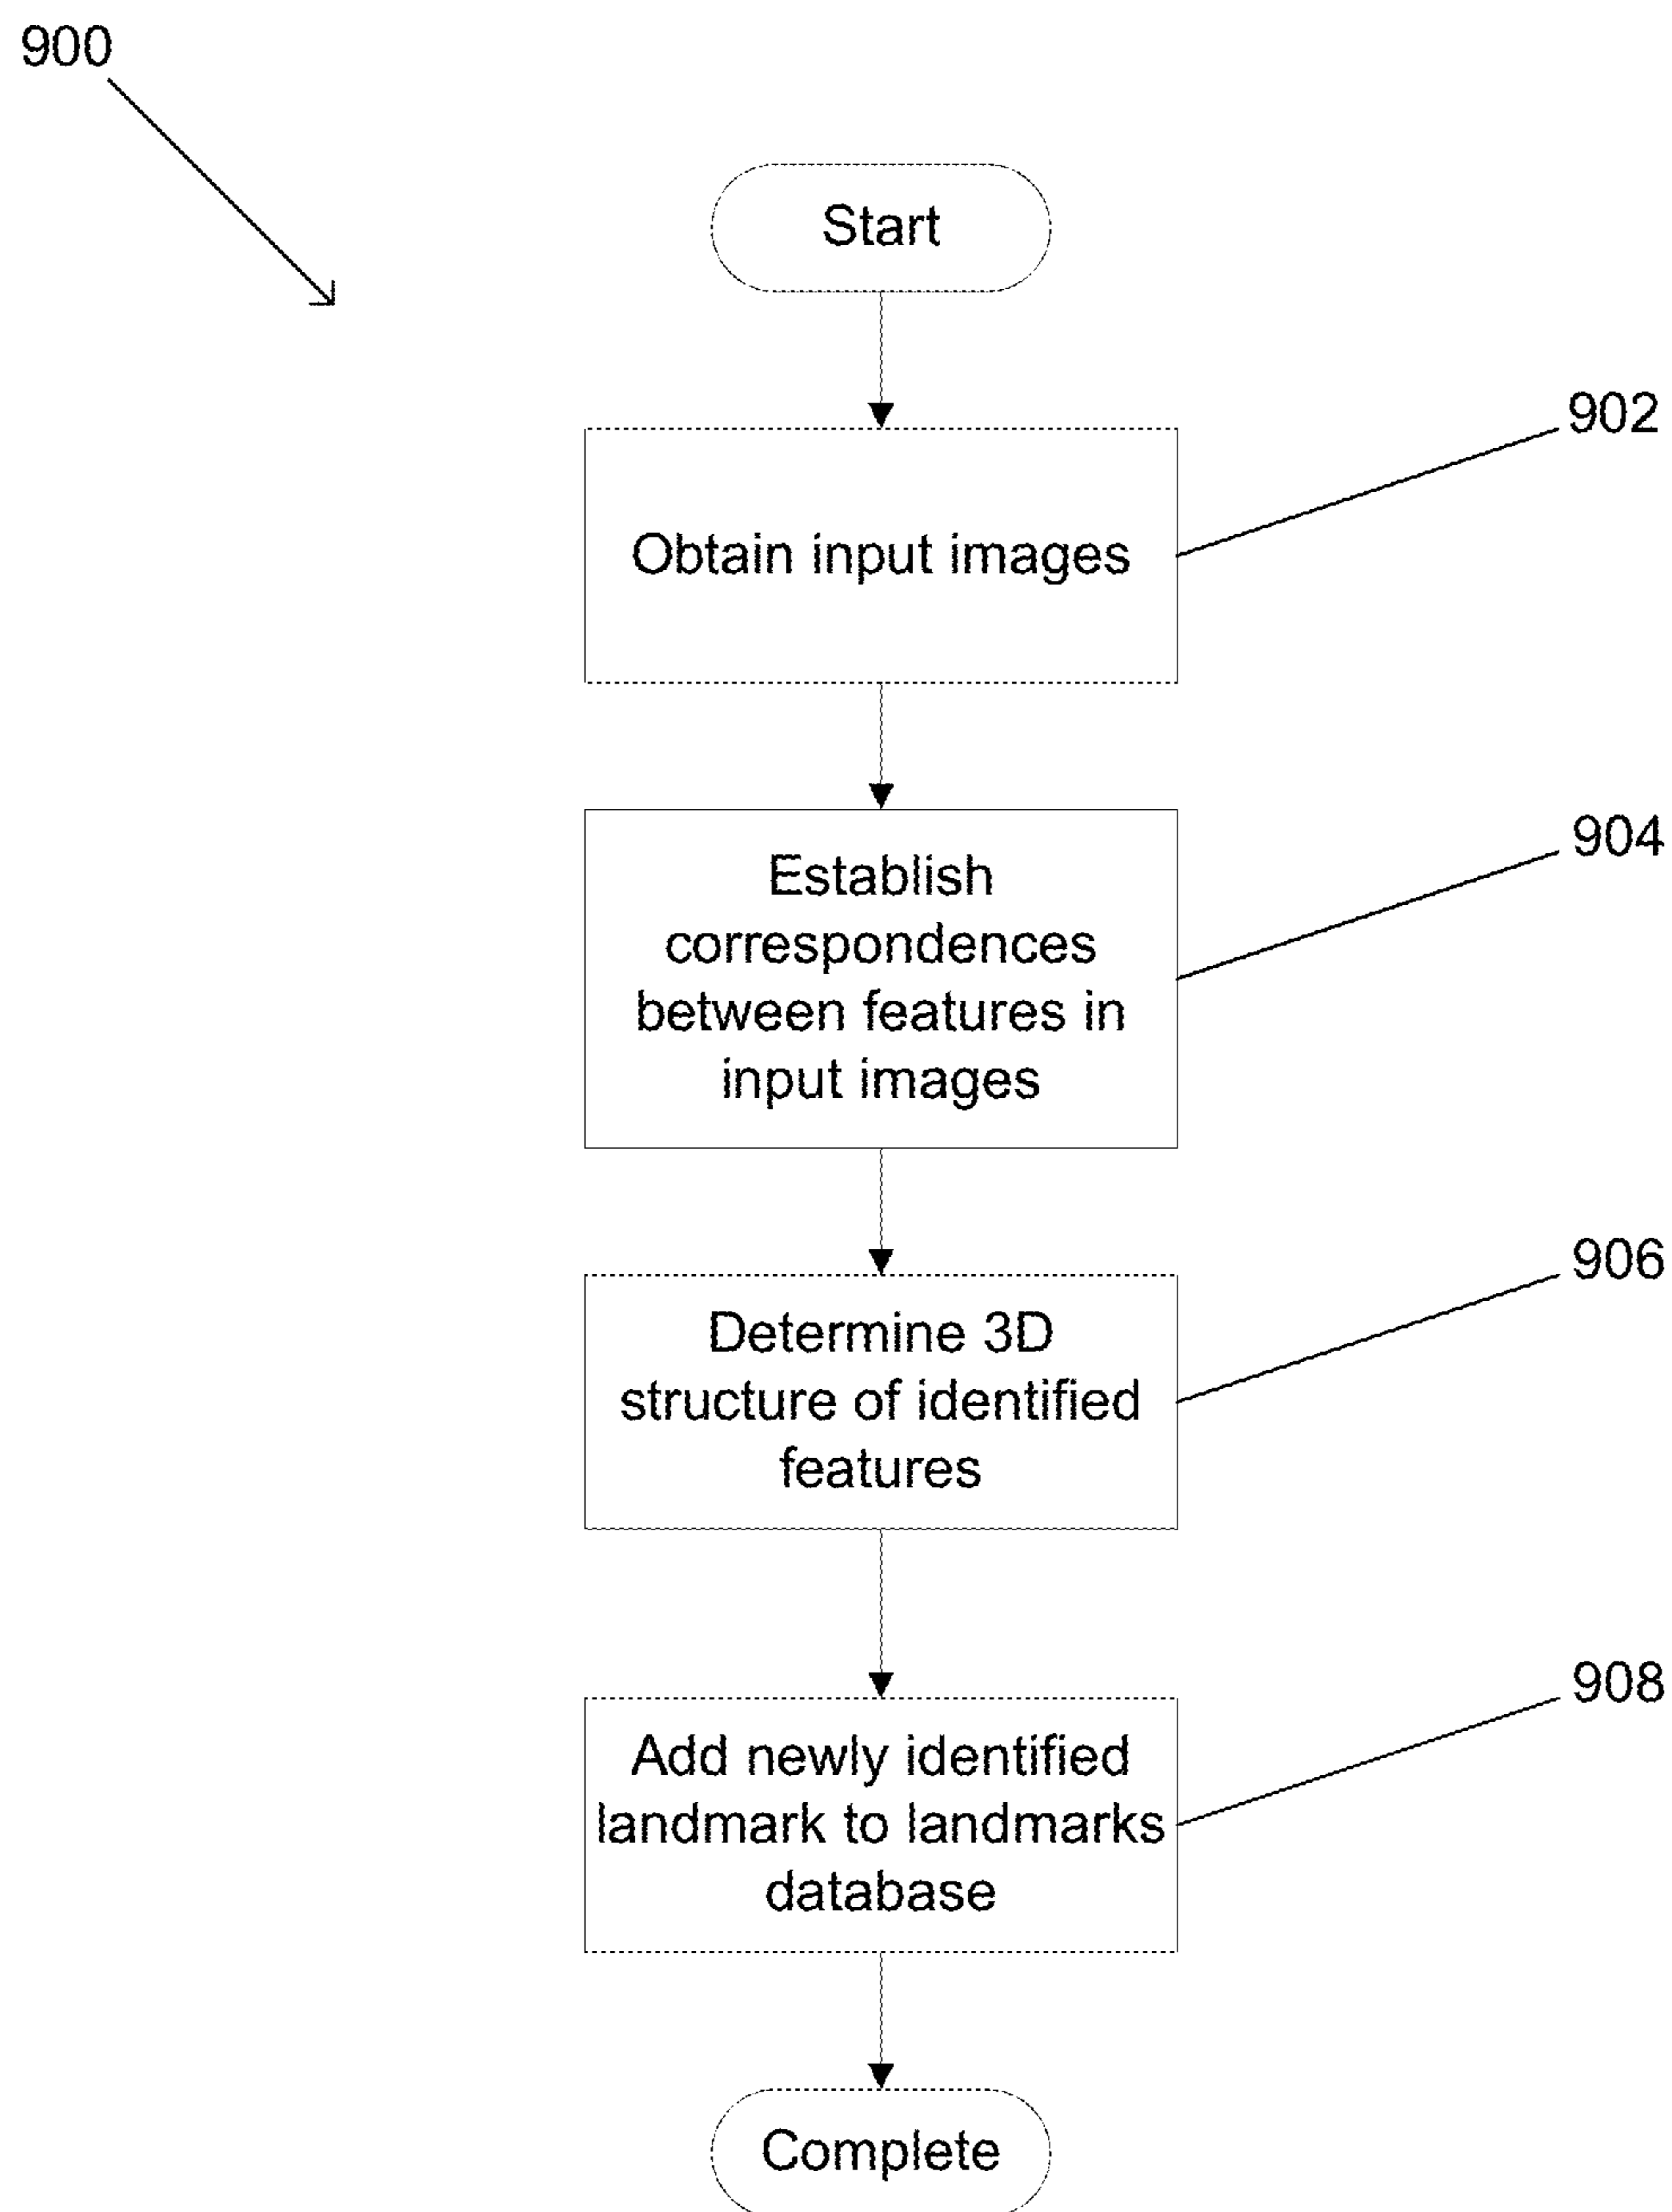 900
Start
902
Obtain input images
904
Establish
correspondences
between features in
input images
906
Determine 3D
structure of identified
features
908
Add newly identified
landmark to landmarks
database
Complete